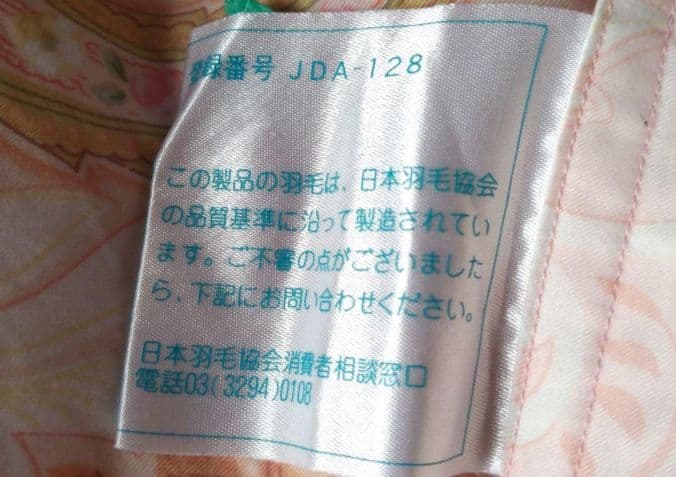 登録番号 JDA-128
この製品の羽毛は、日本羽毛協会
の品質基準に沿って製造されてい
ます。ご不審の点がございました
ら、下記にお問い合わせください。
日本羽毛協会消費者相談窓口
電話03(3294)0108